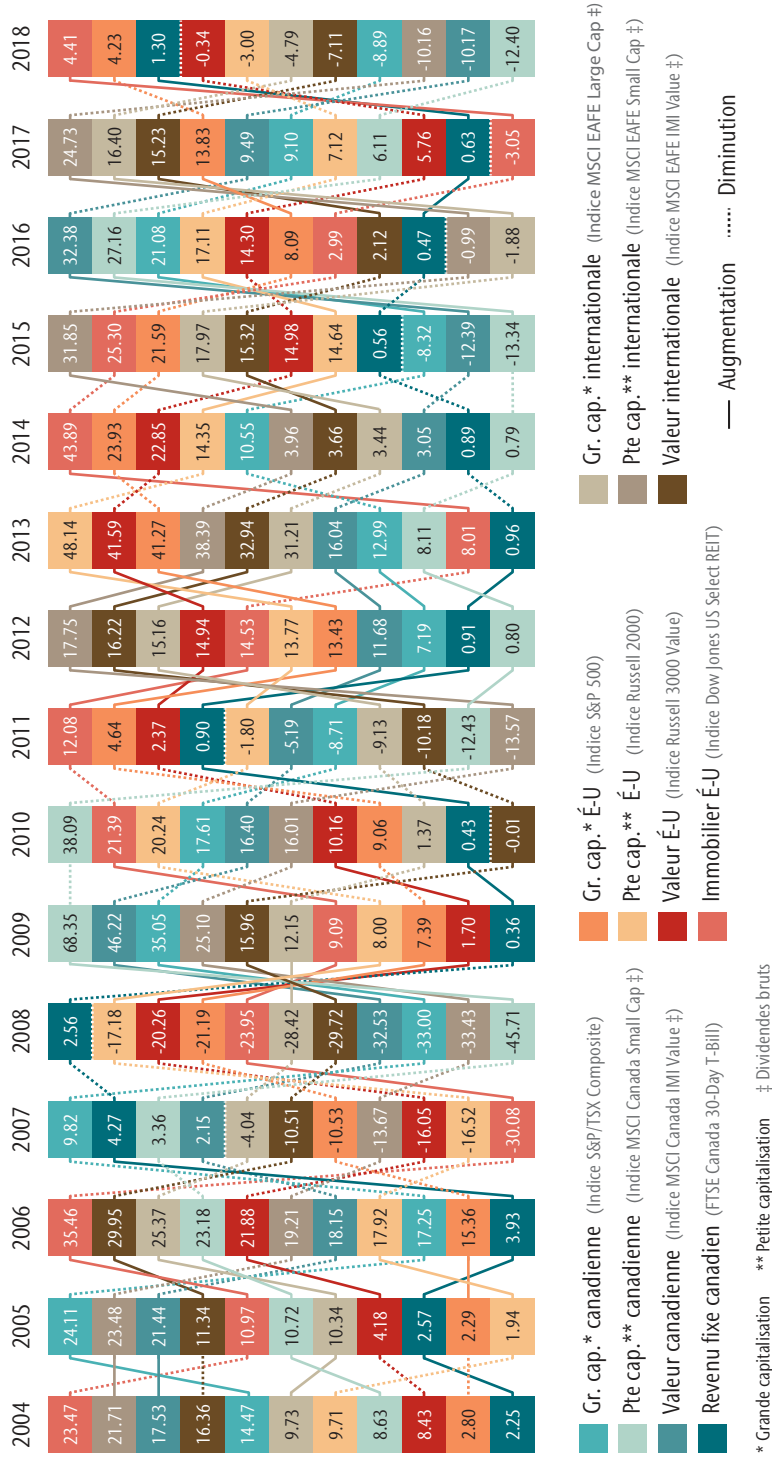 2004 2005 2006 2007 2008 2009 2010 2011 2012 2013 2014 2015 2016 2017 2018
23.47 24.11 35.46 9.82 2.56 68.35 38.09 12.08 17.75 48.14 43.89 31.85 32.38 24.73 4.41
21.71 23.48 29.95 4.27 -17.18 46.22 21.39 4.64 16.22 41.59 23.93 25.30 27.16 16.40 4.23
17.53 21.44 25.37 3.36 -20.26 35.05 20.24 2.37 15.16 41.27 22.85 21.59 21.08 15.23 1.30
16.36 11.34 23.18 2.15 -21.19 25.10 17.61 0.90 14.94 38.39 14.35 17.97 17.11 13.83 -0.34
14.47 10.97 21.88 -4.04 -23.95 15.96 16.40 -1.80 14.53 32.94 10.55 15.32 14.30 9.49 -3.00
9.73 10.72 19.21 -10.51 -28.42 12.15 16.01 -5.19 13.77 31.21 3.96 14.98 8.09 9.10 -4.79
9.71 10.34 18.15 -10.53 -29.72 9.09 10.16 -8.71 13.43 16.04 3.66 14.64 2.99 7.12 -7.11
8.63 4.18 17.92 -13.67 -32.53 8.00 9.06 -9.13 11.68 12.99 3.44 0.56 2.12 6.11 -8.89
8.43 2.57 17.25 -16.05 -33.00 7.39 1.37 -10.18 7.19 8.11 3.05 -8.32 0.47 5.76 -10.16
2.80 2.29 15.36 -16.52 -33.43 1.70 0.43 -12.43 0.91 8.01 0.89 -12.39 -0.99 0.63 -10.17
2.25 1.94 3.93 -30.08 -45.71 0.36 -0.01 -13.57 0.80 0.96 0.79 -13.34 -1.88 -3.05 -12.40
Gr. cap.* canadienne (Indice S&P/TSX Composite)
Pte cap.** canadienne (Indice MSCI Canada Small Cap ‡)
Valeur canadienne (Indice MSCI Canada IMI Value ‡)
Revenu fixe canadien (FTSE Canada 30-Day T-Bill)
Gr. cap.* É-U (Indice S&P 500)
Pte cap.** É-U (Indice Russell 2000)
Valeur É-U (Indice Russell 3000 Value)
Immobilier É-U (Indice Dow Jones US Select REIT)
Gr. cap.* internationale (Indice MSCI EAFE Large Cap ‡)
Pte cap.** internationale (Indice MSCI EAFE Small Cap ‡)
Valeur internationale (Indice MSCI EAFE IMI Value ‡)
Augmentation Diminution
* Grande capitalisation ** Petite capitalisation ‡ Dividendes bruts